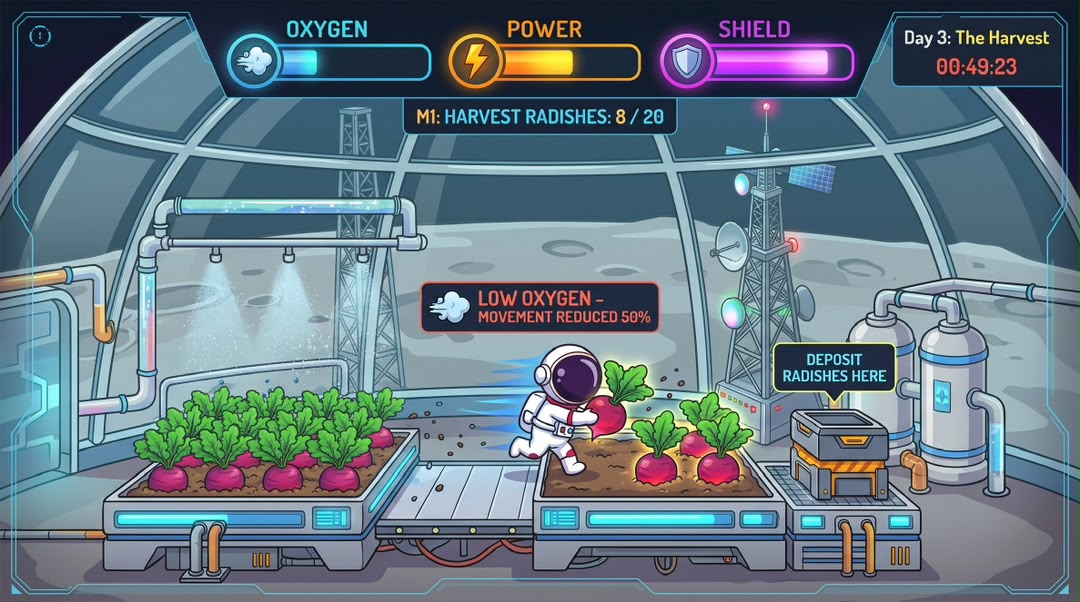 OXYGEN
POWER
SHIELD
Day 3: The Harvest
00:49:23
M1: HARVEST RADISHES: 8 / 20
LOW OXYGEN –
MOVEMENT REDUCED 50%
DEPOSIT
RADISHES HERE